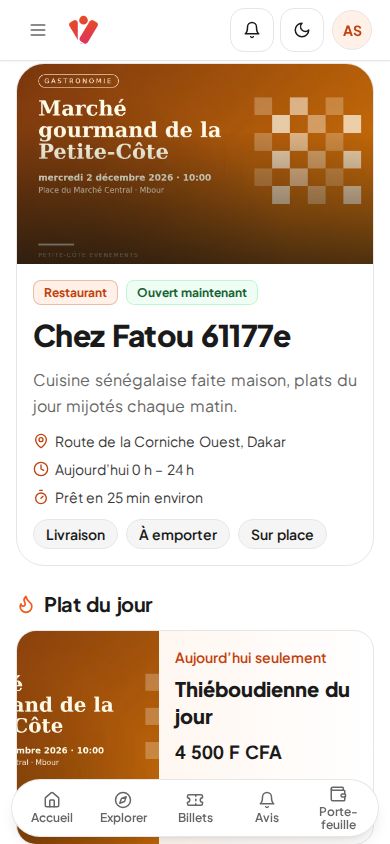 AS
GASTRONOMIE
Marché
gourmand de la
Petite-Côte
mercredi 2 décembre 2026 · 10:00
Place du Marché Central · Mbour
PETITE-CÔTE ÉVÉNEMENTS
Restaurant
Ouvert maintenant
Chez Fatou 61177e
Cuisine sénégalaise faite maison, plats du
jour mijotés chaque matin.
Route de la Corniche Ouest, Dakar
Aujourd'hui 0 h – 24 h
Prêt en 25 min environ
Livraison
À emporter
Sur place
Plat du jour
é
and de la
Côte
mbre 2026 · 10:00
tral · Mbour
Aujourd'hui seulement
Thiéboudienne du
jour
4 500 F CFA
Accueil
Explorer
Billets
Avis
Porte-
feuille